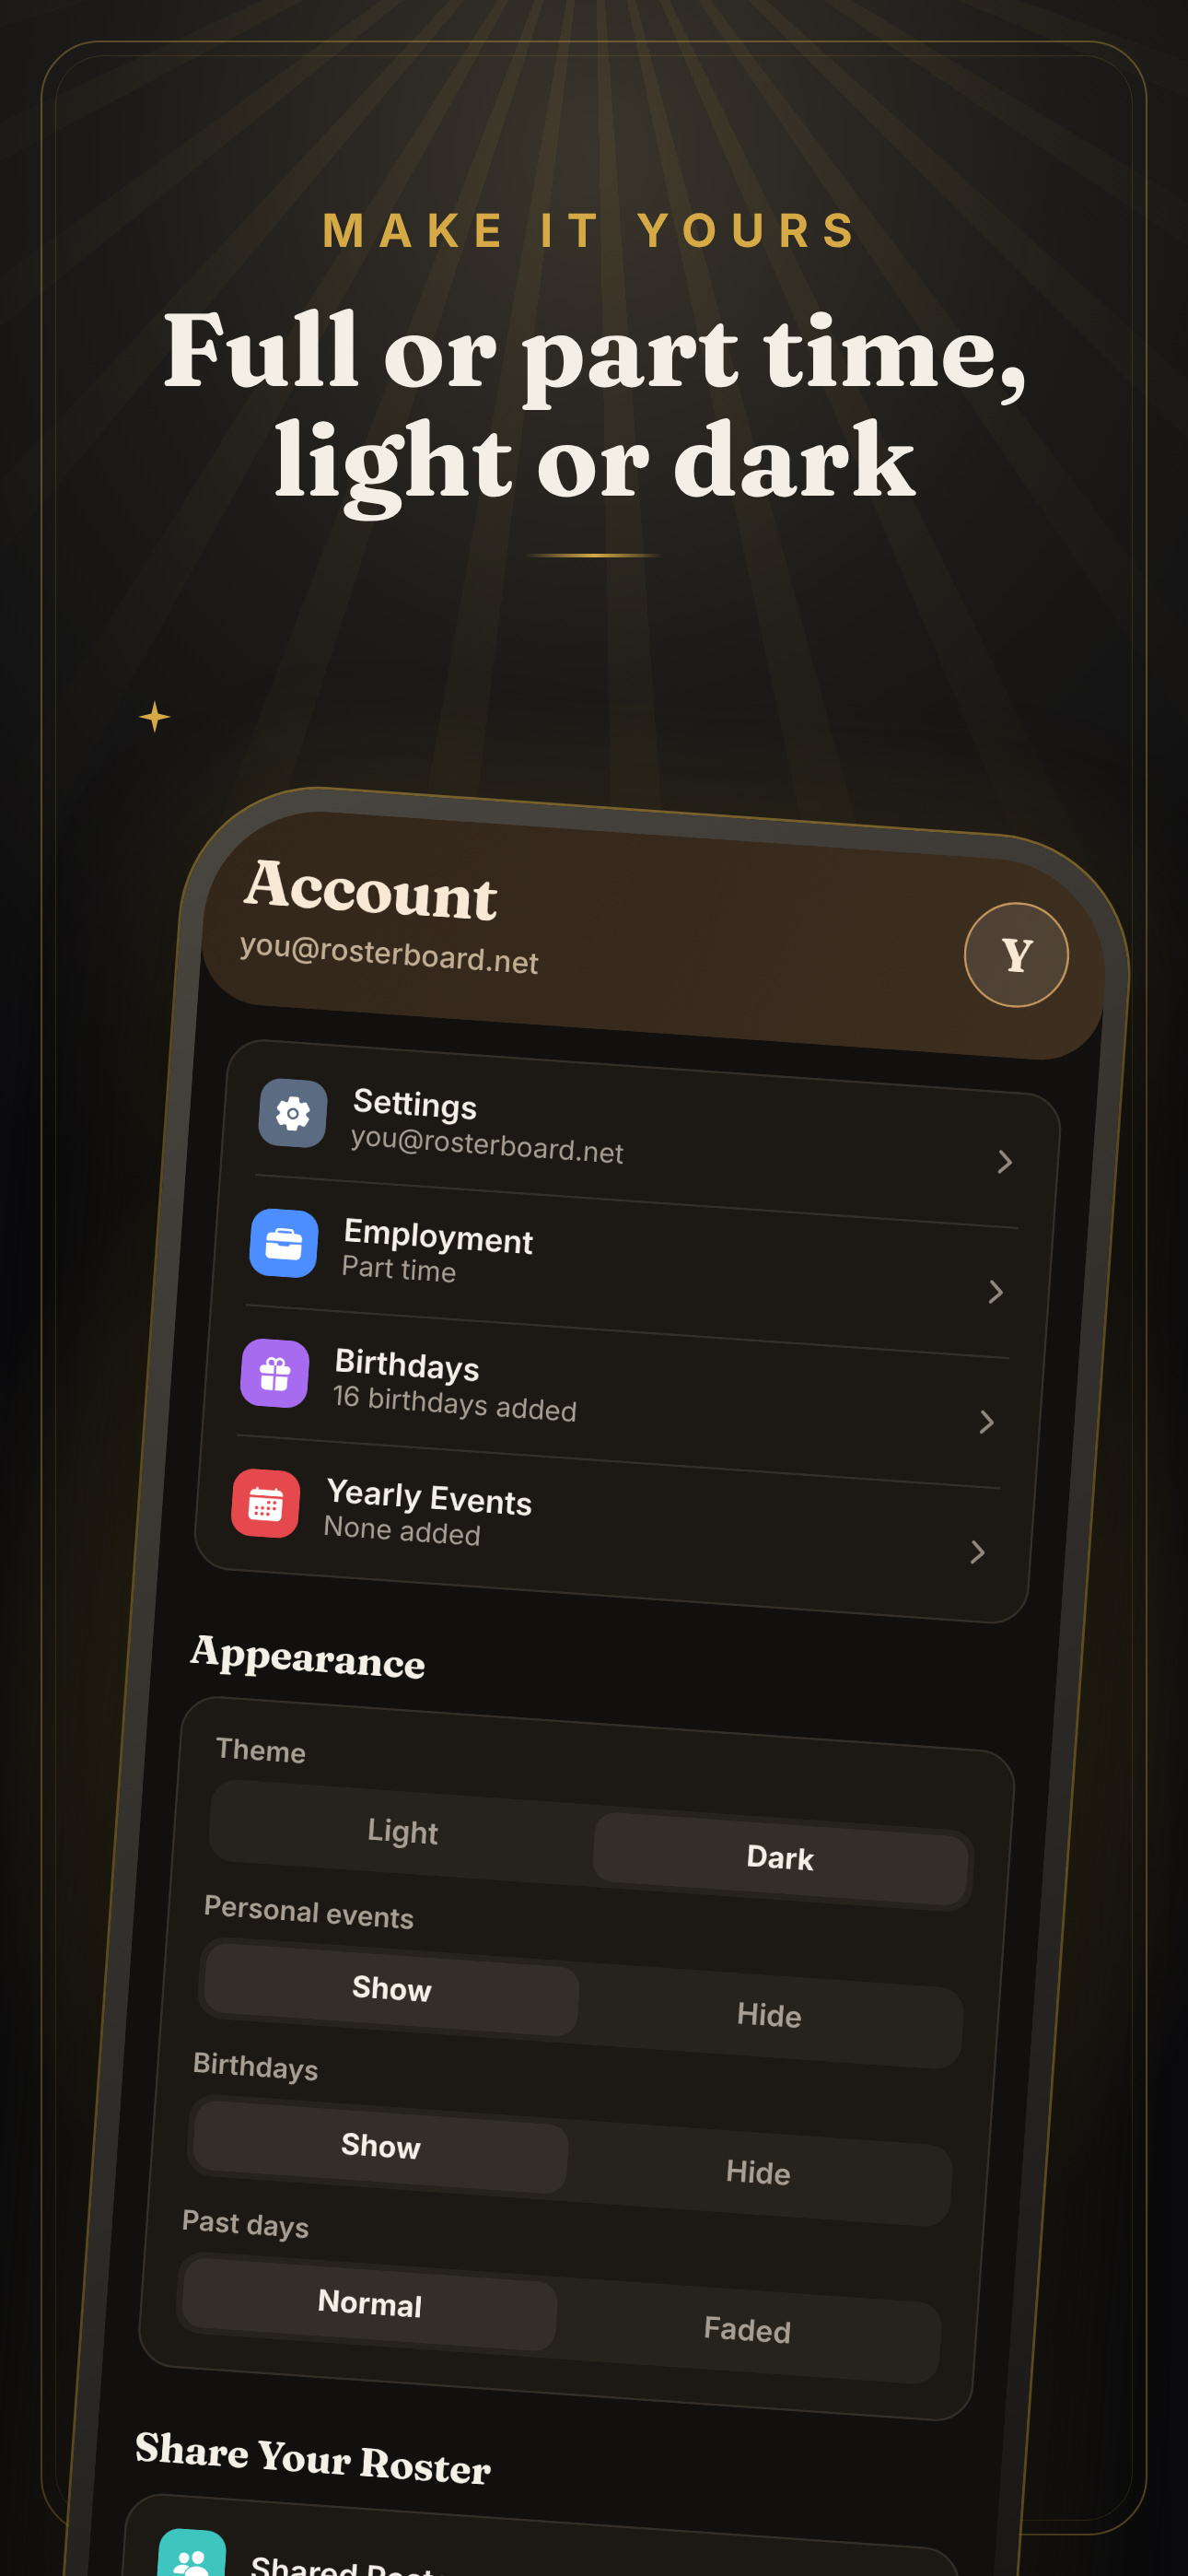 MAKE IT YOURS
Full or part time,
light or dark
Account
you@rosterboard.net
Y
Settings
you@rosterboard.net
Employment
Part time
Birthdays
16 birthdays added
Yearly Events
None added
Appearance
Theme
Light Dark
Personal events
Show Hide
Birthdays
Show Hide
Past days
Normal Faded
Share Your Roster
Shared